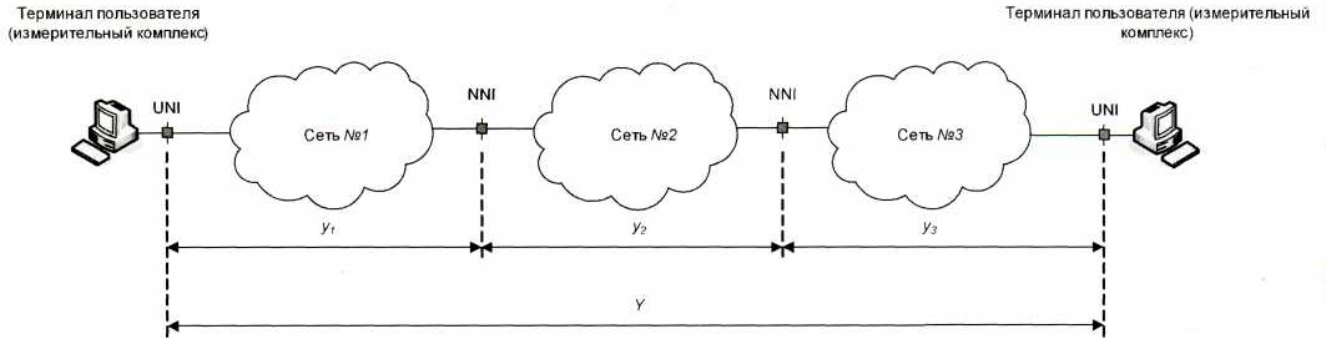 Терминал пользователя
(измерительный комплекс)
Терминал пользователя (измерительный
комплекс)
UNI
NNI
NNI
UNI
Сеть №1
Сеть №2
Сеть №3
y₁
y₂
y₃
Y